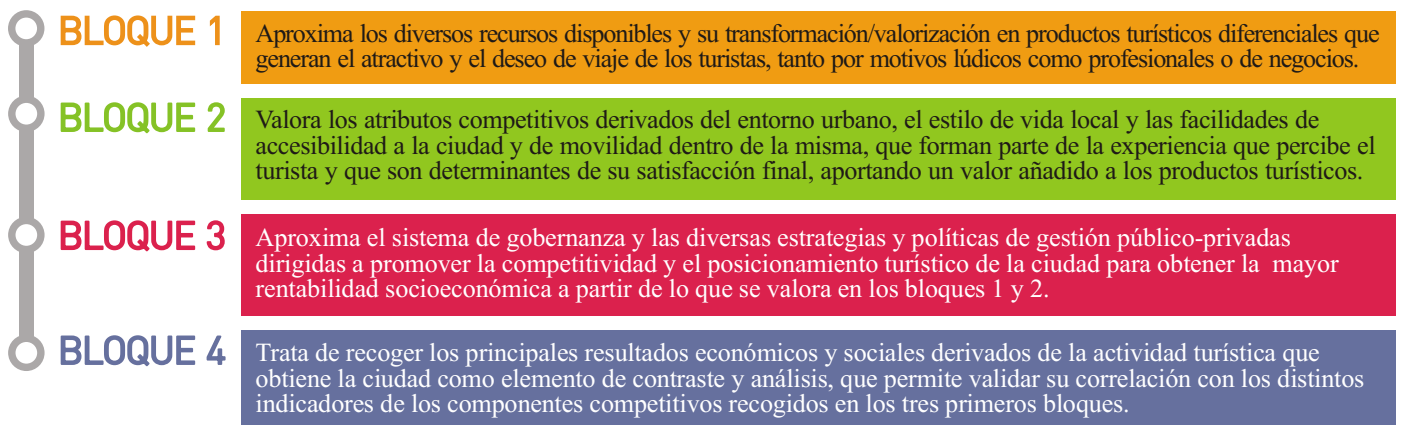 BLOQUE 1
Aproxima los diversos recursos disponibles y su transformación/valorización en productos turísticos diferenciales que
generan el atractivo y el deseo de viaje de los turistas, tanto por motivos lúdicos como profesionales o de negocios.
BLOQUE 2
Valora los atributos competitivos derivados del entorno urbano, el estilo de vida local y las facilidades de
accesibilidad a la ciudad y de movilidad dentro de la misma, que forman parte de la experiencia que percibe el
turista y que son determinantes de su satisfacción final, aportando un valor añadido a los productos turísticos.
BLOQUE 3
Aproxima el sistema de gobernanza y las diversas estrategias y políticas de gestión público-privadas
dirigidas a promover la competitividad y el posicionamiento turístico de la ciudad para obtener la mayor
rentabilidad socioeconómica a partir de lo que se valora en los bloques 1 y 2.
BLOQUE 4
Trata de recoger los principales resultados económicos y sociales derivados de la actividad turística que
obtiene la ciudad como elemento de contraste y análisis, que permite validar su correlación con los distintos
indicadores de los componentes competitivos recogidos en los tres primeros bloques.